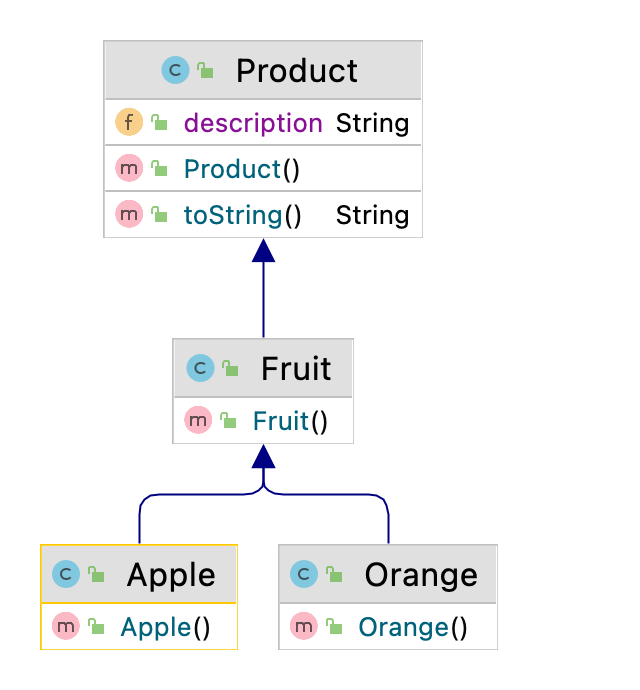 C Product
f description String
m Product()
m toString() String
C Fruit
m Fruit()
C Apple
m Apple()
C Orange
m Orange()